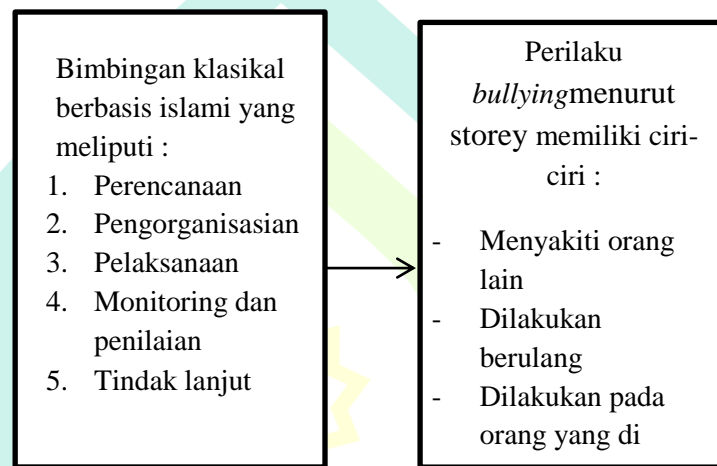 Bimbingan klasikal
berbasis islami yang
meliputi :
1. Perencanaan
2. Pengorganisasian
3. Pelaksanaan
4. Monitoring dan
penilaian
5. Tindak lanjut
Perilaku
bullyingmenurut
storey memiliki ciri-
ciri :
- Menyakiti orang
lain
- Dilakukan
berulang
- Dilakukan pada
orang yang di